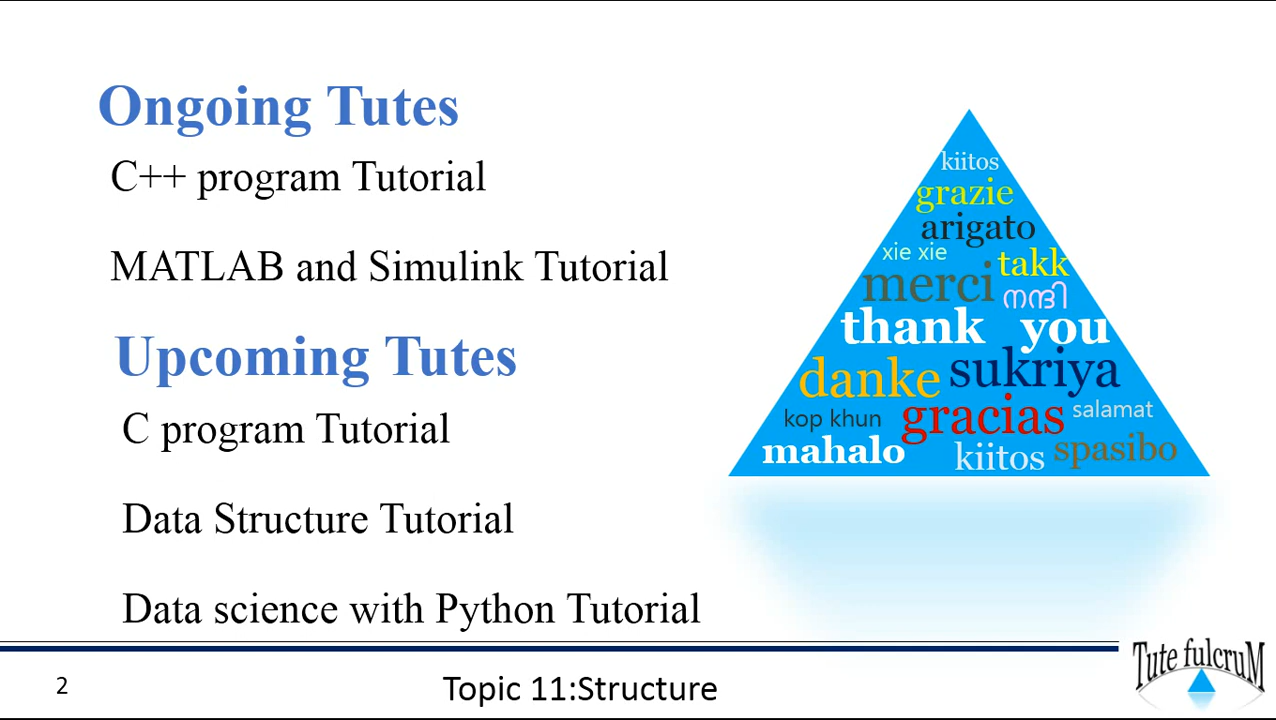 Ongoing Tutes
C++ program Tutorial
MATLAB and Simulink Tutorial
Upcoming Tutes
C program Tutorial
Data Structure Tutorial
Data science with Python Tutorial
kiitos
grazie
arigato
xie xie
takk
merci
നന്ദി
thank you
danke
sukriya
kop khun
gracias
salamat
mahalo
kiitos
spasibo
2
Topic 11:Structure
Tute fulcruM